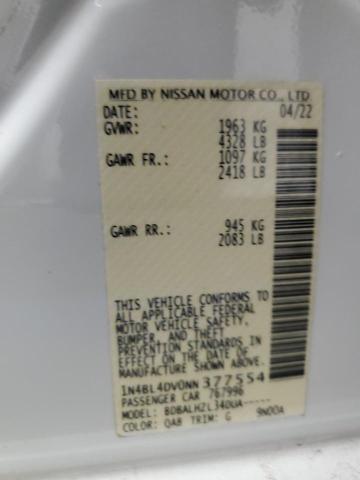 MFD BY NISSAN MOTOR CO., LTD
DATE: 04/22
GVWR: 1963 KG
4328 LB
GAWR FR.: 1097 KG
2418 LB
GAWR RR.: 945 KG
2083 LB
THIS VEHICLE CONFORMS TO
ALL APPLICABLE FEDERAL
MOTOR VEHICLE SAFETY,
BUMPER, AND THEFT
PREVENTION STANDARDS
IN EFFECT ON THE DATE OF
MANUFACTURE SHOWN ABOVE.
1N4BL4DV0NN377554
PASSENGER CAR 767996
MODEL: BDBALHZL34DUA-----
COLOR: QAB TRIM: G 9N00A